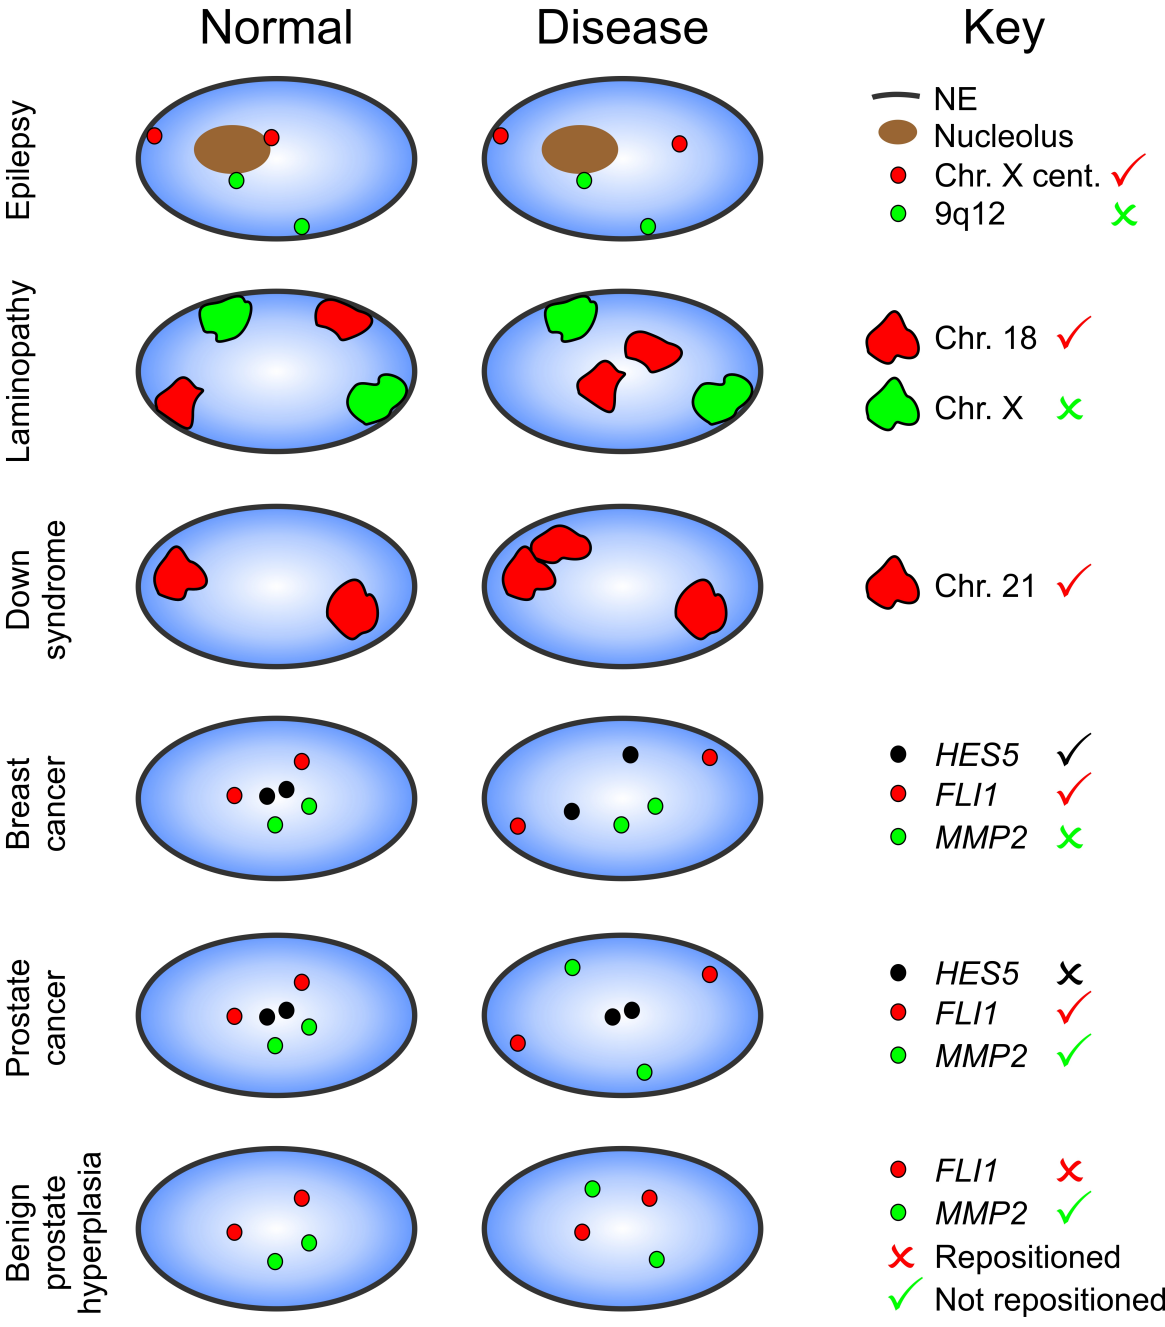 Normal
Disease
Key
Epilepsy
NE
Nucleolus
Chr. X cent.
9q12
Laminopathy
Chr. 18
Chr. X
Down
syndrome
Chr. 21
Breast
cancer
HES5
FLI1
MMP2
Prostate
cancer
HES5
FLI1
MMP2
Benign
prostate
hyperplasia
FLI1
MMP2
Repositioned
Not repositioned